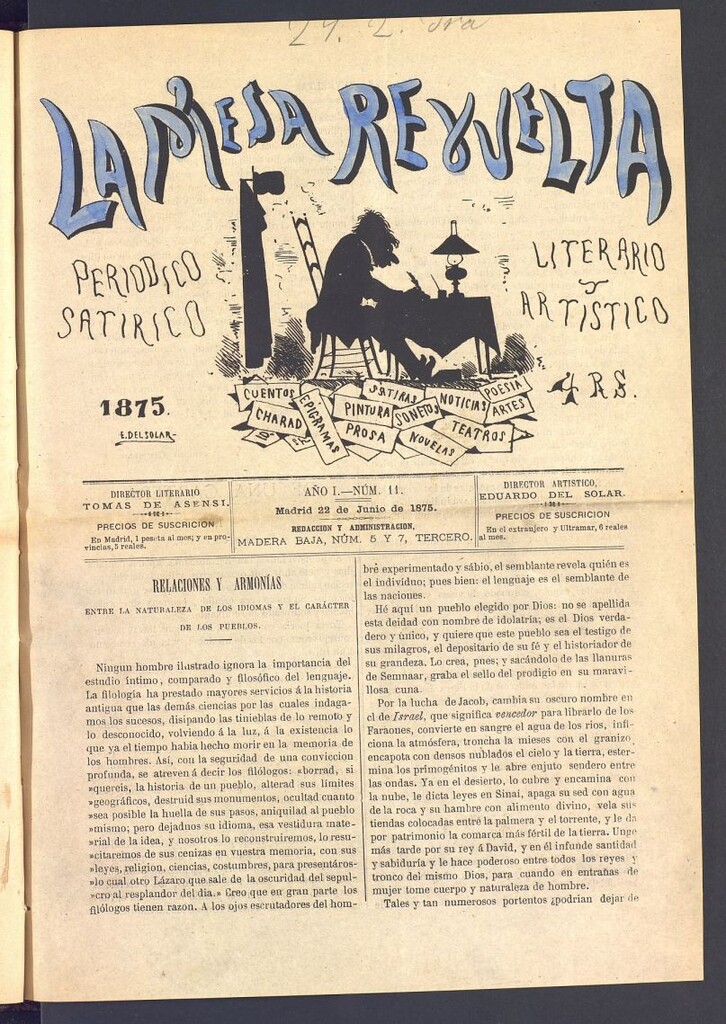 LA MESA REVUELTA
PERIODICO
SATIRICO
LITERARIO
Y
ARTÍSTICO
1875.
E. DEL SOLAR.
4 RS.
CUENTOS
SATIRAS
NOTICIAS
POESIA
CHARAD
EPIGRAMAS
PINTURA
SONETOS
ARTES
PROSA
NOVELAS
TEATROS
DIRECTOR LITERARIO
TOMAS DE ASENSI.
PRECIOS DE SUSCRICION
En Madrid, 1 peseta al mes; y en pro-
vincias, 5 reales.
AÑO I.—NÚM. 11.
Madrid 22 de Junio de 1875.
REDACCION Y ADMINISTRACION,
MADERA BAJA, NÚM. 5 Y 7, TERCERO.
DIRECTOR ARTISTICO,
EDUARDO DEL SOLAR.
PRECIOS DE SUSCRICION
En el extranjero y Ultramar, 6 reales
al mes.
RELACIONES Y ARMONÍAS
ENTRE LA NATURALEZA DE LOS IDIOMAS Y EL CARÁCTER
DE LOS PUEBLOS.
Ningun hombre ilustrado ignora la importancia del
estudio íntimo, comparado y filosófico del lenguaje.
La filología ha prestado mayores servicios á la historia
antigua que las demás ciencias por las cuales indaga-
mos los sucesos, disipando las tinieblas de lo remoto y
lo desconocido, volviendo á la luz, á la existencia lo
que ya el tiempo habia hecho morir en la memoria de
los hombres. Así, con la seguridad de una conviccion
profunda, se atreven á decir los filólogos: «borrad, si
»quereis, la historia de un pueblo, alterad sus límites
»geográficos, destruid sus monumentos, ocultad cuanto
»sea posible la huella de sus pasos, aniquilad al pueblo
»mismo; pero dejadnos su idioma, esa vestidura mate-
»rial de la idea, y nosotros lo reconstruiremos, lo resu-
»citaremos de sus cenizas en vuestra memoria, con sus
»leyes, religion, ciencias, costumbres, para presentáros-
»lo cual otro Lázaro que sale de la oscuridad del sepul-
»cro al resplandor del dia.» Creo que en gran parte los
filólogos tienen razon. A los ojos escrutadores del hom-
bre experimentado y sábio, el semblante revela quién es
el individuo; pues bien: el lenguaje es el semblante de
las naciones.
Hé aquí un pueblo elegido por Dios: no se apellida
esta deidad con nombre de idolatría; es el Dios verda-
dero y único, y quiere que este pueblo sea el testigo de
sus milagros, el depositario de su fé y el historiador de
su grandeza. Lo crea, pues; y sacándolo de las llanuras
de Semnaar, graba el sello del prodigio en su maravi-
llosa cuna.
Por la lucha de Jacob, cambia su oscuro nombre en
el de Israel, que significa vencedor para librarlo de los
Faraones, convierte en sangre el agua de los rios, infi-
ciona la atmósfera, troncha la mieses con el granizo,
encapota con densos nublados el cielo y la tierra, exter-
mina los primogénitos y le abre enjuto sendero entre
las ondas. Ya en el desierto, lo cubre y encamina con
la nube, le dicta leyes en Sinai, apaga su sed con agua
de la roca y su hambre con alimento divino, vela sus
tiendas colocadas entre la palmera y el torrente, y le da
por patrimonio la comarca más fértil de la tierra. Unge
más tarde por su rey á David, y en él infunde santidad
y sabiduría y le hace poderoso entre todos los reyes y
tronco del mismo Dios, para cuando en entrañas de
mujer tome cuerpo y naturaleza de hombre.
Tales y tan numerosos portentos ¿podrian dejar de